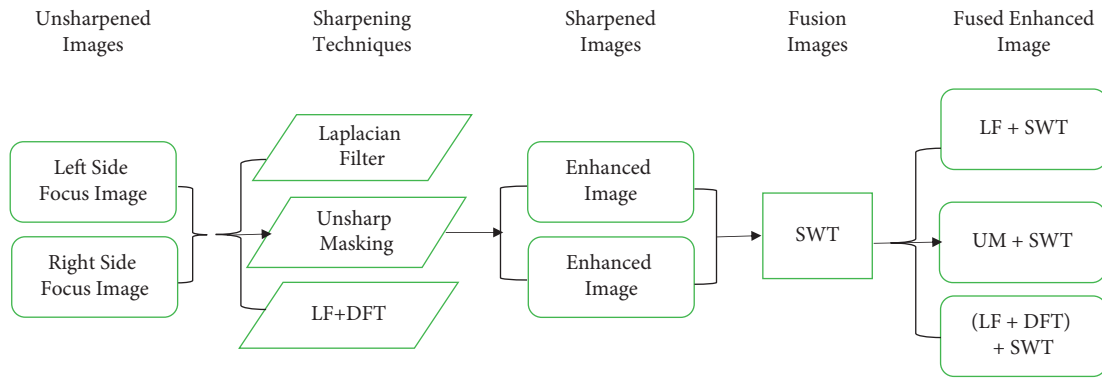 Unsharpened
Images
Sharpening
Techniques
Sharpened
Images
Fusion
Images
Fused Enhanced
Image
Left Side
Focus Image
Right Side
Focus Image
Laplacian
Filter
Unsharp
Masking
LF+DFT
Enhanced
Image
Enhanced
Image
SWT
LF + SWT
UM + SWT
(LF + DFT)
+ SWT